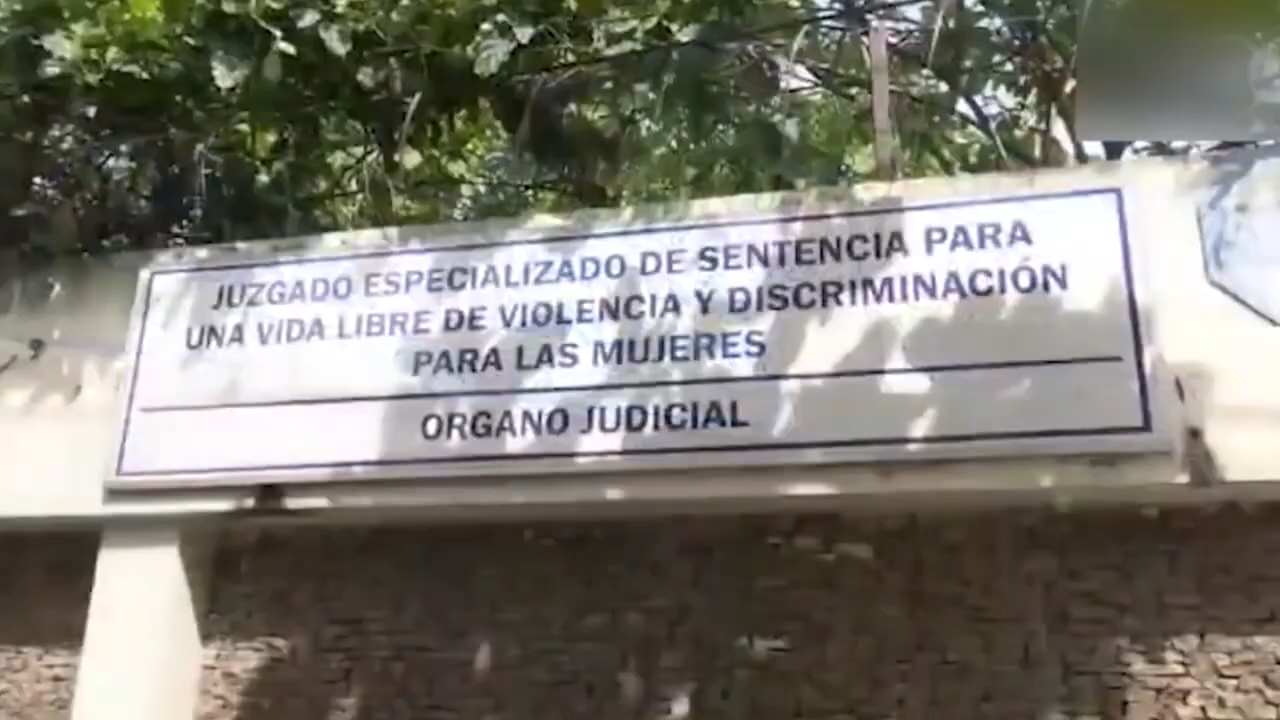 JUZGADO ESPECIALIZADO DE SENTENCIA PARA
UNA VIDA LIBRE DE VIOLENCIA Y DISCRIMINACIÓN
PARA LAS MUJERES
ORGANO JUDICIAL